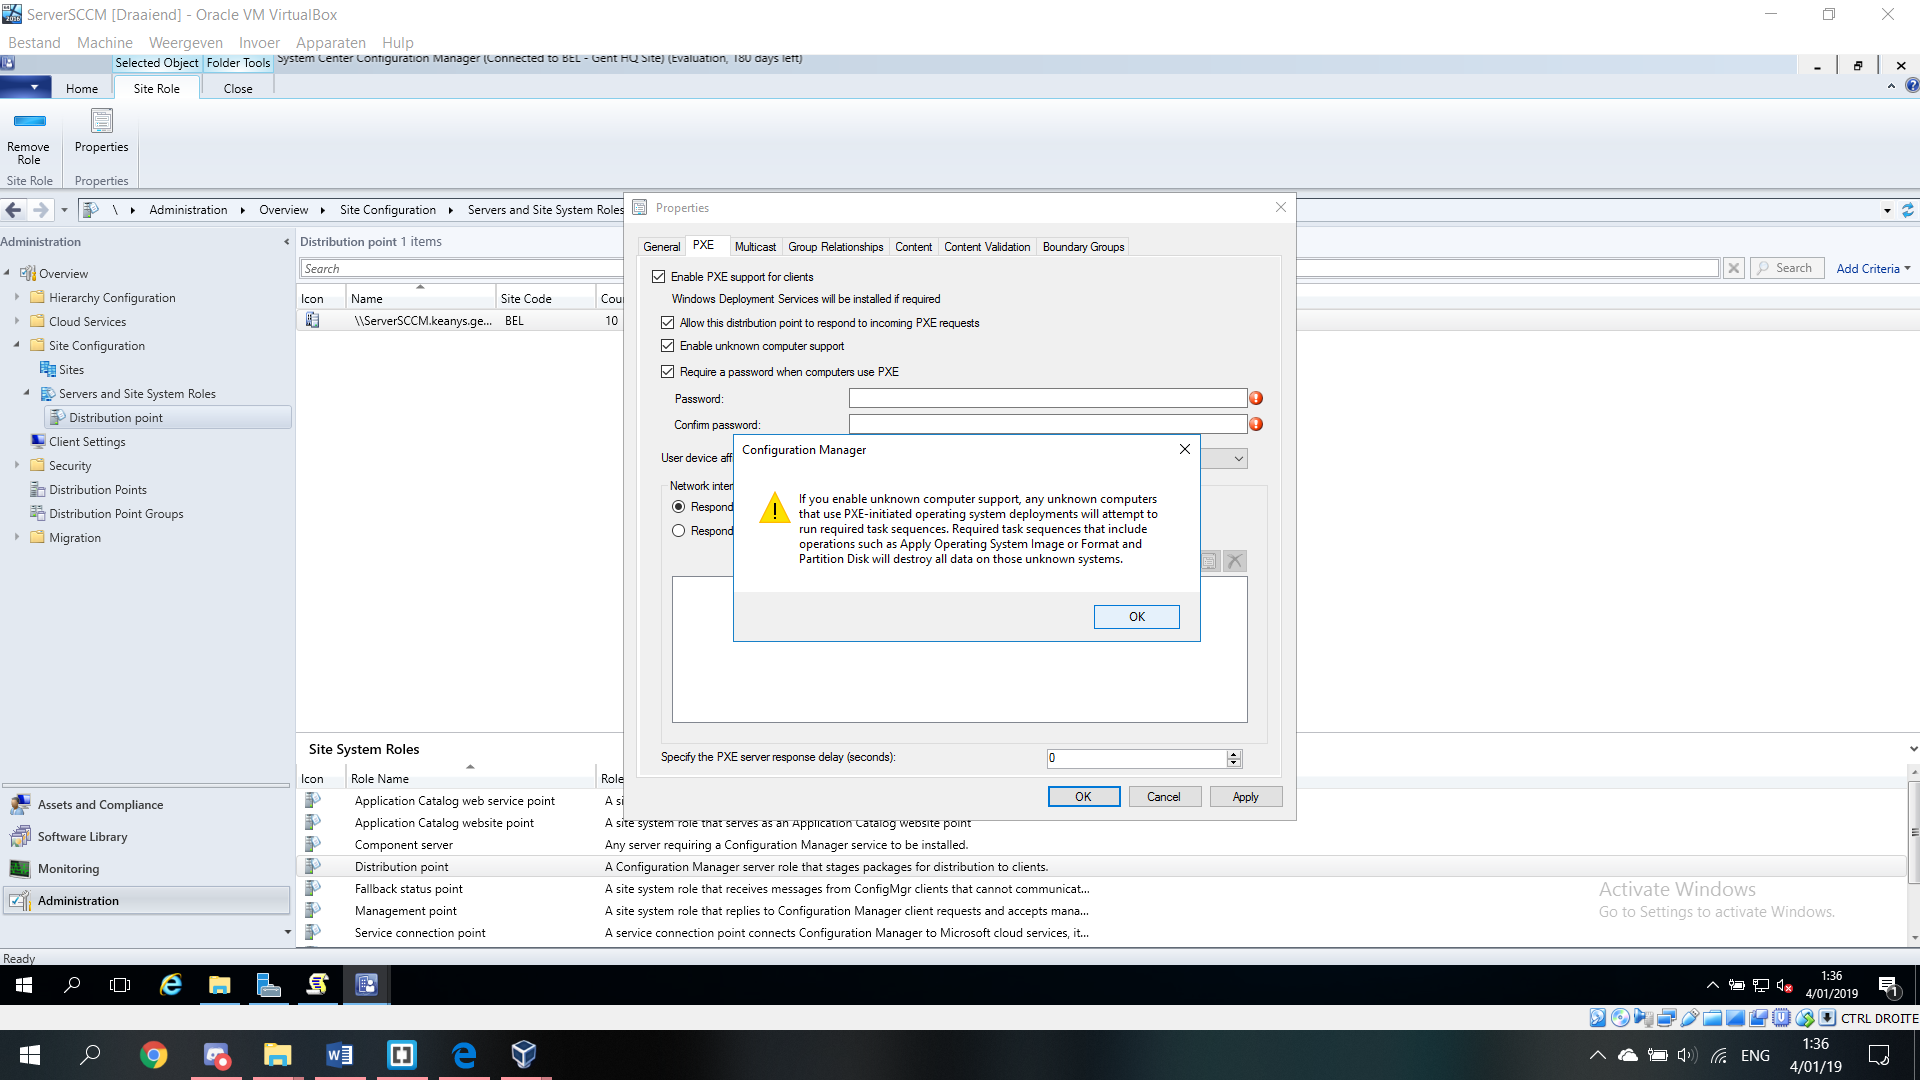 ServerSCCM [Draaiend] - Oracle VM VirtualBox
Bestand Machine Weergeven Invoer Apparaten Hulp
Selected Object Folder Tools System Center Configuration Manager (Connected to BEL - Gent HQ Site) (Evaluation, 180 days left)
Home Site Role Close
Remove Role
Properties
Site Role Properties
\ Administration Overview Site Configuration Servers and Site System Roles
Administration
Overview
Hierarchy Configuration
Cloud Services
Site Configuration
Sites
Servers and Site System Roles
Distribution point
Client Settings
Security
Distribution Points
Distribution Point Groups
Migration
Assets and Compliance
Software Library
Monitoring
Administration
Distribution point 1 items
Search
Search Add Criteria
Icon Name Site Code Cou
\\ServerSCCM.keanys.ge... BEL 10
Properties
General PXE Multicast Group Relationships Content Content Validation Boundary Groups
Enable PXE support for clients
Windows Deployment Services will be installed if required
Allow this distribution point to respond to incoming PXE requests
Enable unknown computer support
Require a password when computers use PXE
Password:
Confirm password:
User device aff
Network inter
Respond
Respond
Configuration Manager
If you enable unknown computer support, any unknown computers
that use PXE-initiated operating system deployments will attempt to
run required task sequences. Required task sequences that include
operations such as Apply Operating System Image or Format and
Partition Disk will destroy all data on those unknown systems.
OK
Specify the PXE server response delay (seconds): 0
OK Cancel Apply
Site System Roles
Icon Role Name Role
Application Catalog web service point A si
Application Catalog website point A site system role that serves as an Application Catalog website point
Component server Any server requiring a Configuration Manager service to be installed.
Distribution point A Configuration Manager server role that stages packages for distribution to clients.
Fallback status point A site system role that receives messages from ConfigMgr clients that cannot communicat...
Management point A site system role that replies to Configuration Manager client requests and accepts mana...
Service connection point A service connection point connects Configuration Manager to Microsoft cloud services, it...
Activate Windows
Go to Settings to activate Windows.
Ready
1:36
4/01/2019
1
CTRL DROITE
ENG
1:36
4/01/19